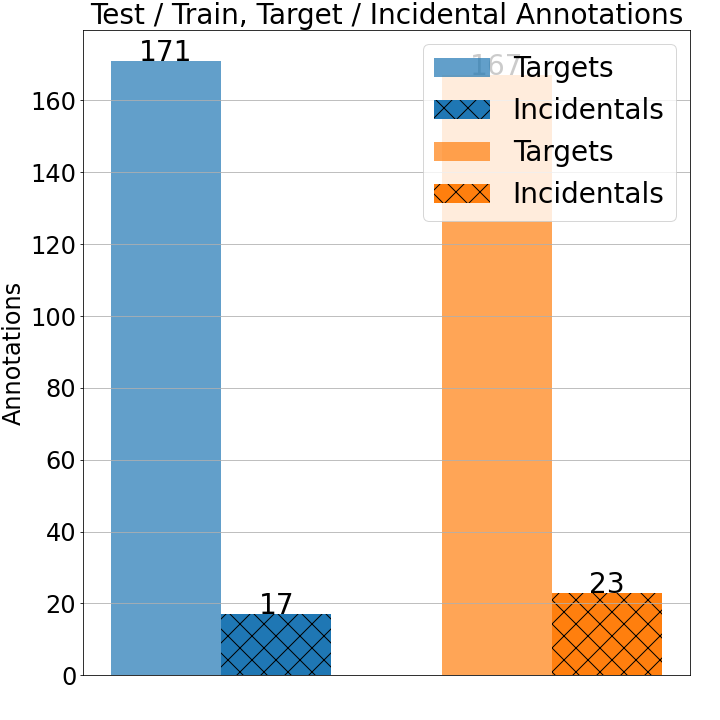 Test / Train, Target / Incidental Annotations
171
167
Targets
Incidentals
Targets
Incidentals
160
140
120
100
80
60
40
20
0
Annotations
17
23